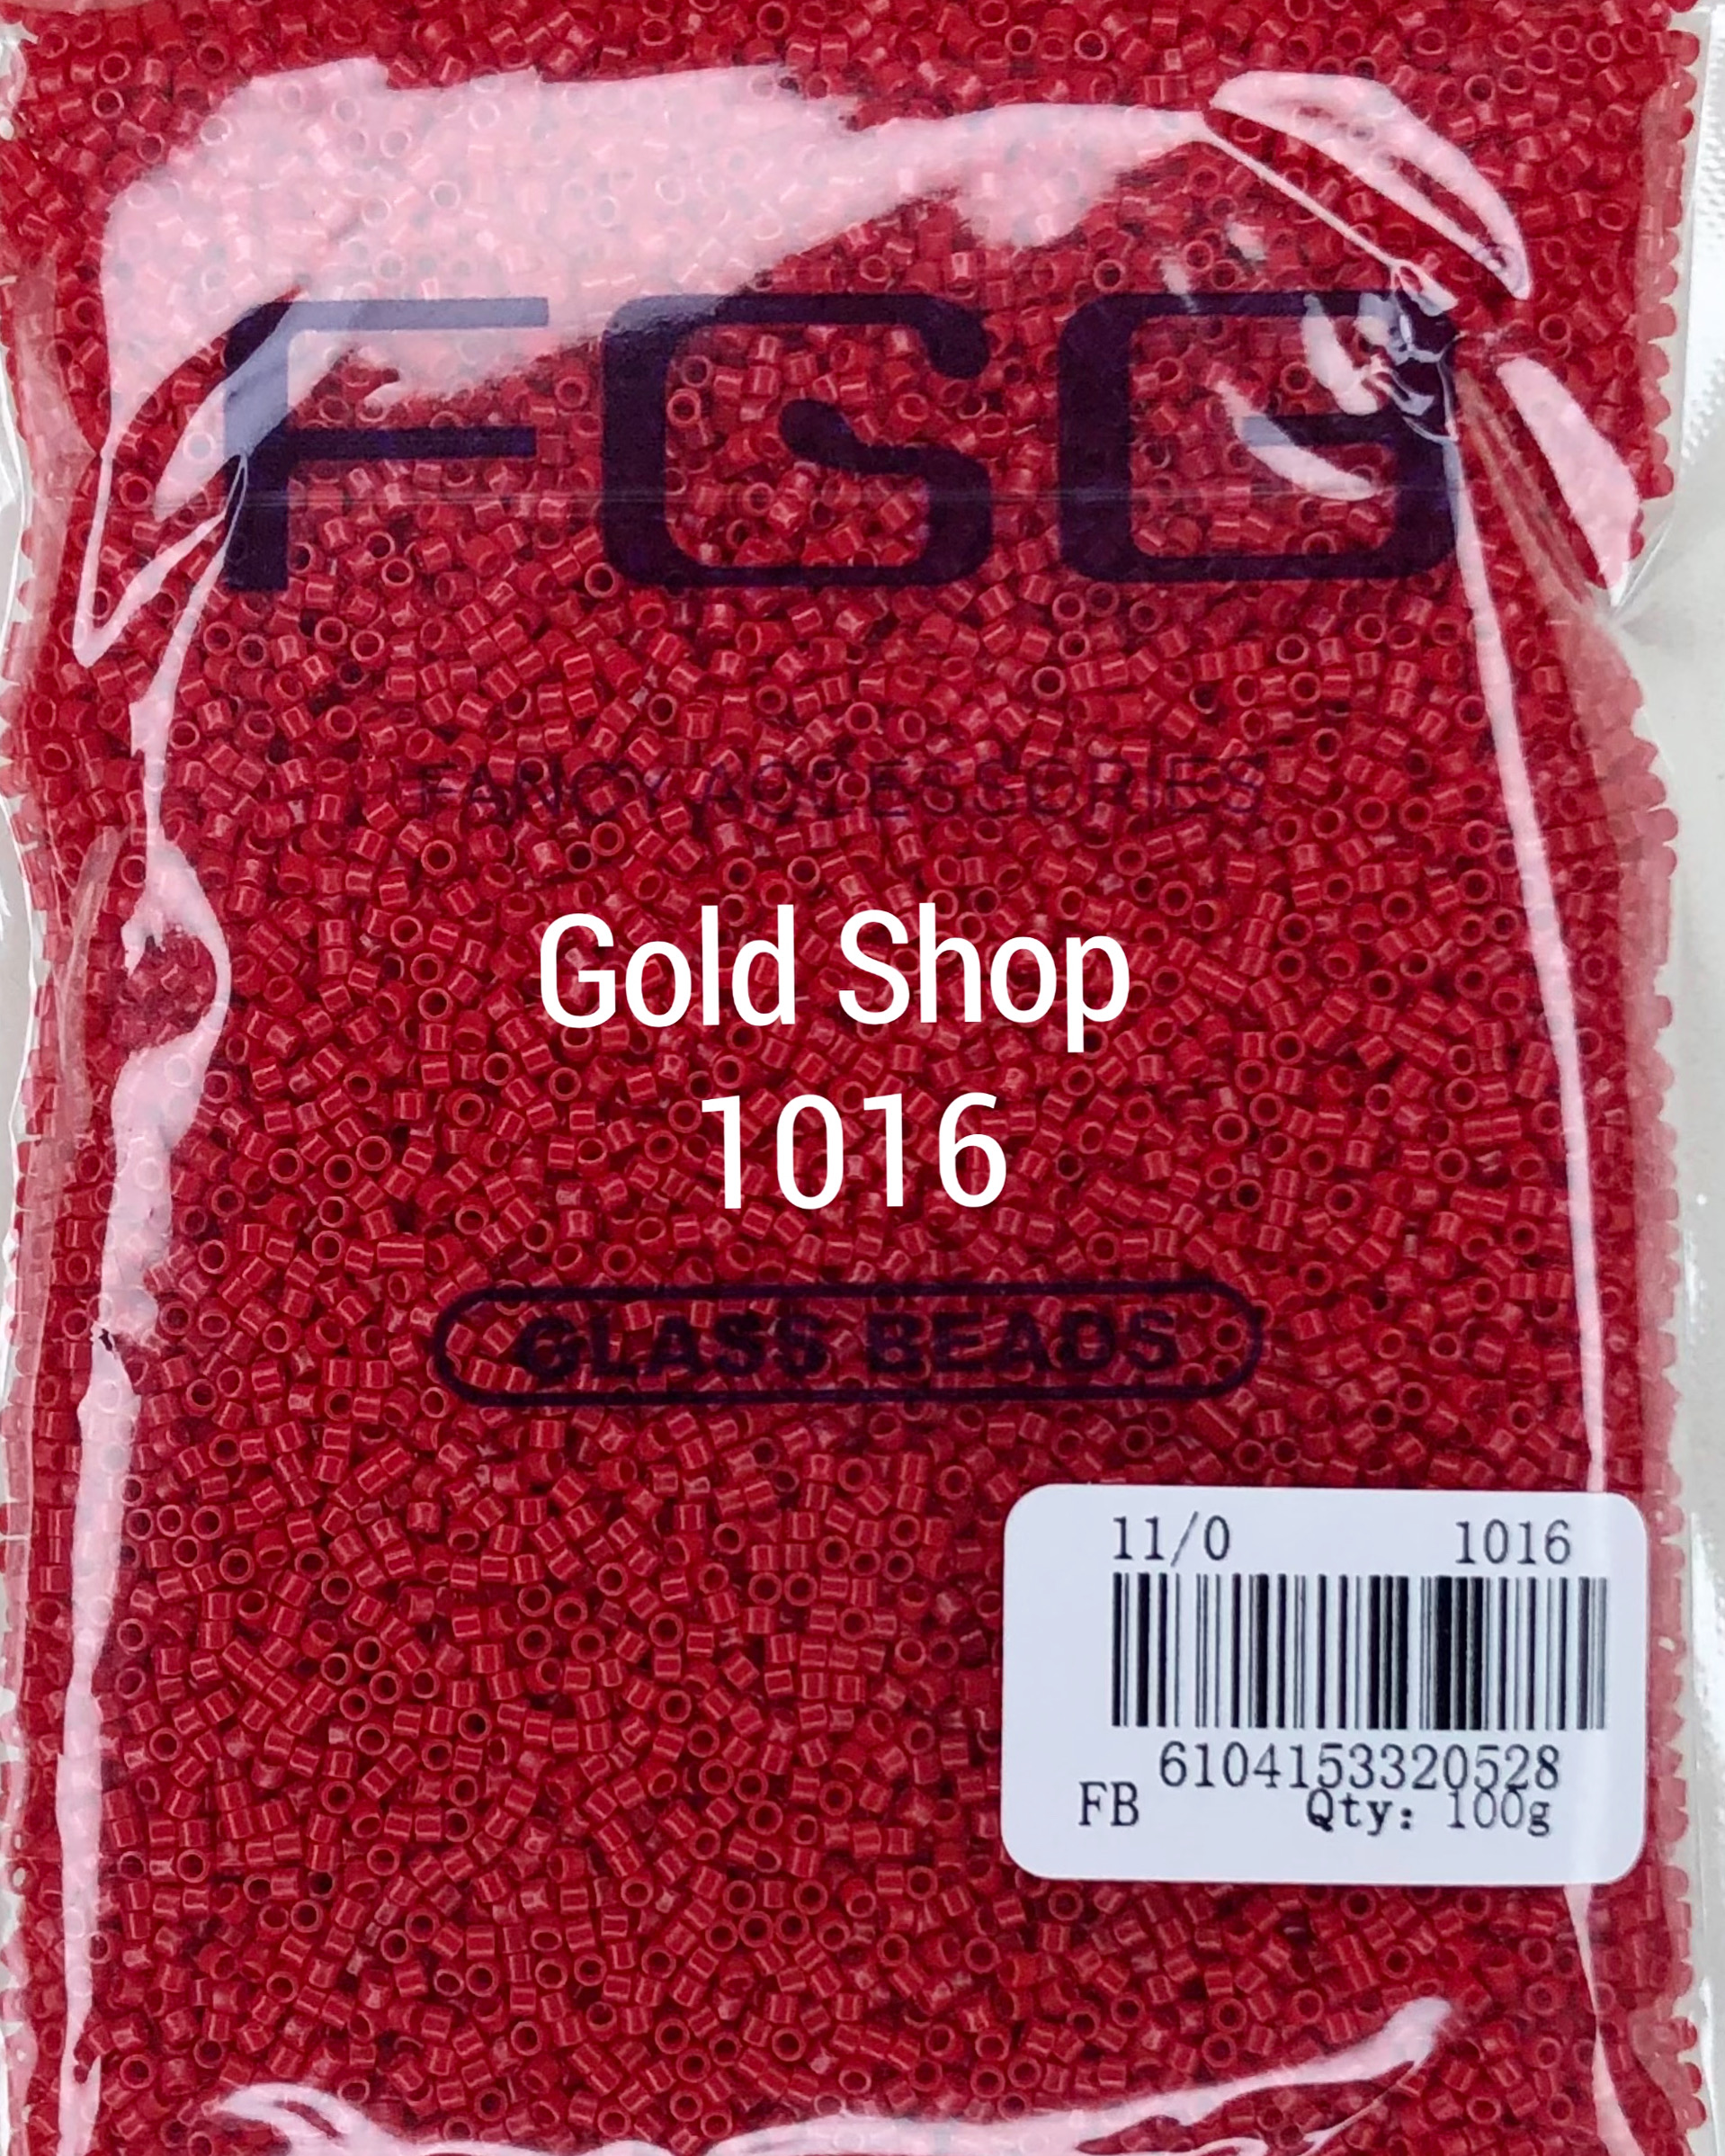 FGG
FANCY ACCESSORIES
Gold Shop
1016
GLASS BEADS
11/0 1016
6104153320528
FB Qty: 100g